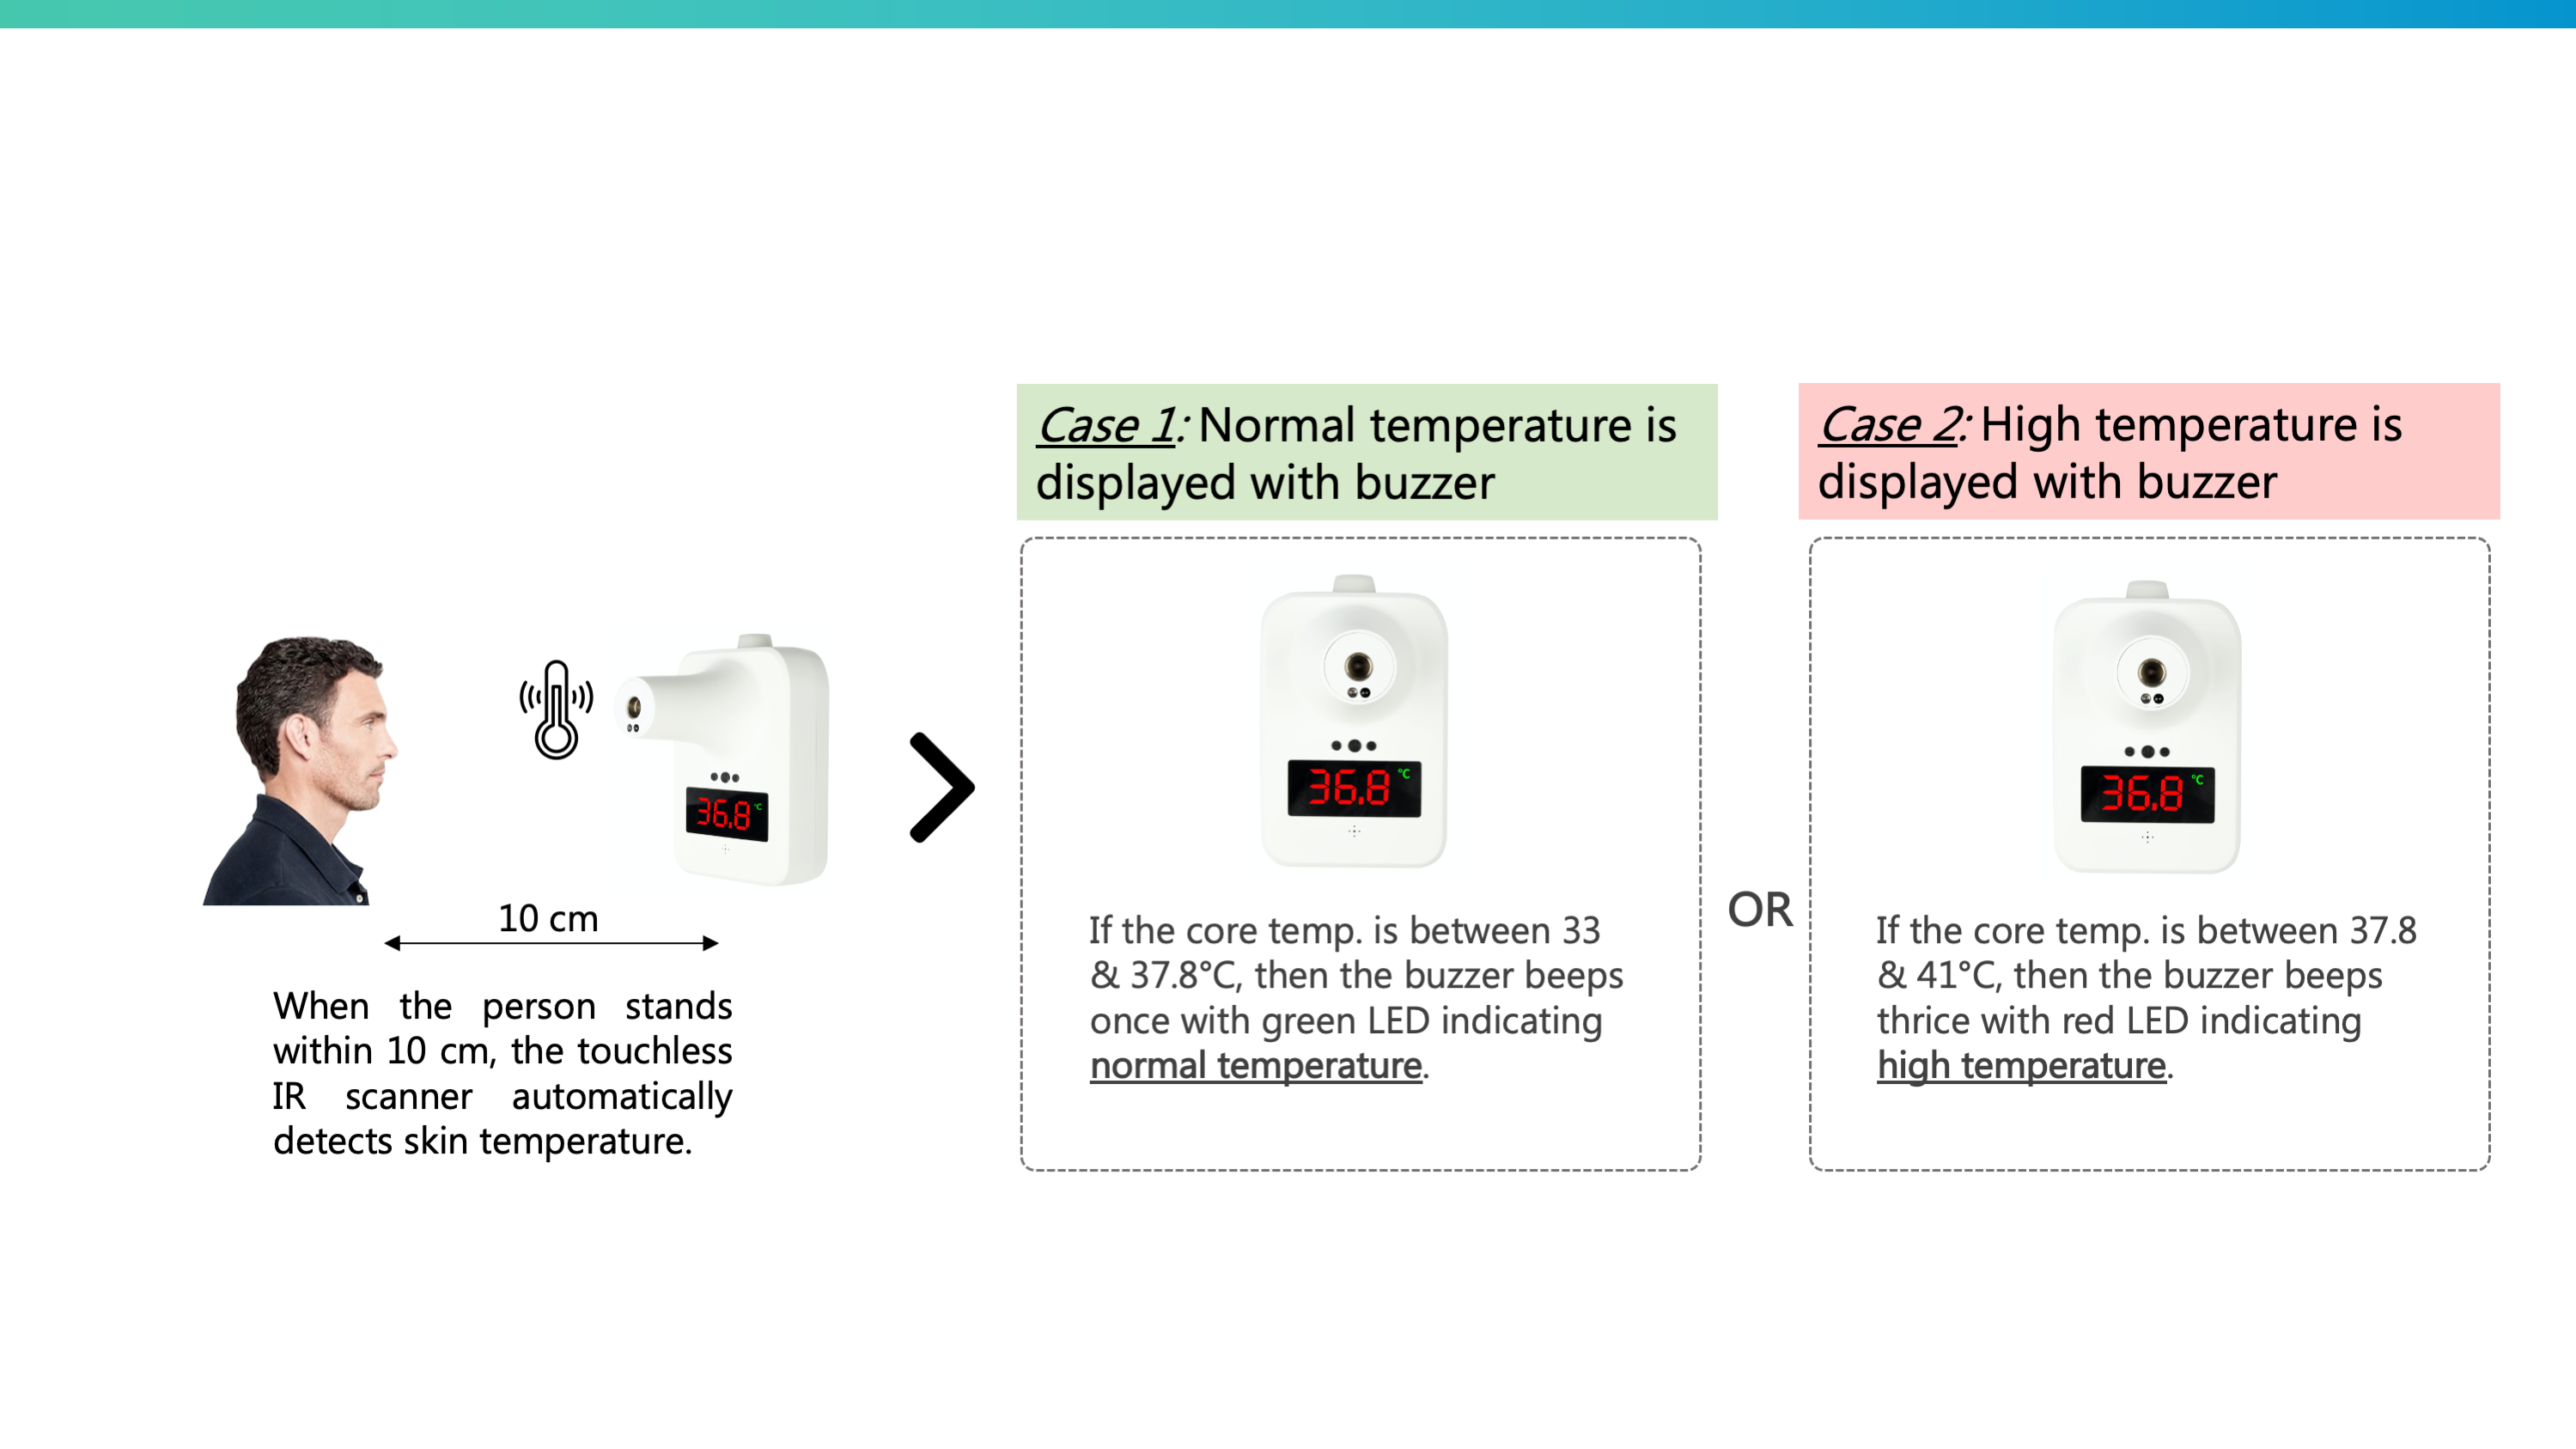 Case 1: Normal temperature is
displayed with buzzer
Case 2: High temperature is
displayed with buzzer
36.8 °C
36.8 °C
36.8 °C
10 cm
When the person stands
within 10 cm, the touchless
IR scanner automatically
detects skin temperature.
If the core temp. is between 33
& 37.8°C, then the buzzer beeps
once with green LED indicating
normal temperature.
OR
If the core temp. is between 37.8
& 41°C, then the buzzer beeps
thrice with red LED indicating
high temperature.